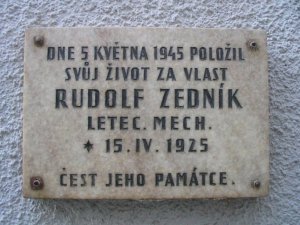 DNE 5 KVĚTNA 1945 POLOŽIL
SVŮJ ŽIVOT ZA VLAST
RUDOLF ZEDNÍK
LETEC. MECH.
* 15. IV. 1925
ČEST JEHO PAMÁTCE.